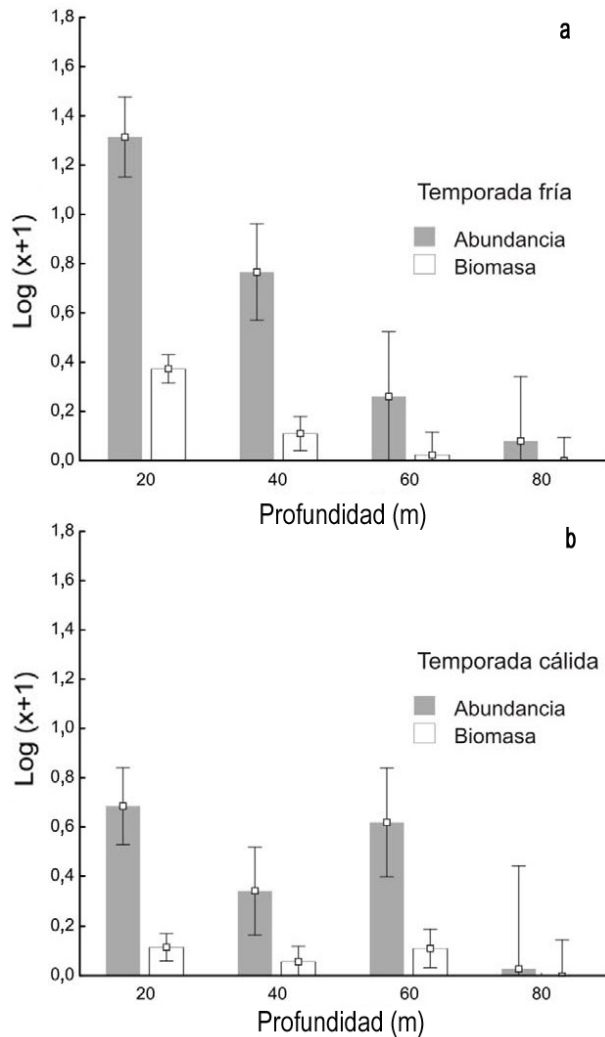 a
1,8
1,6
1,4
1,2
1,0
0,8
0,6
0,4
0,2
0,0
Log (x+1)
Temporada fría
Abundancia
Biomasa
20 40 60 80
Profundidad (m)
b
1,8
1,6
1,4
1,2
1,0
0,8
0,6
0,4
0,2
0,0
Log (x+1)
Temporada cálida
Abundancia
Biomasa
20 40 60 80
Profundidad (m)